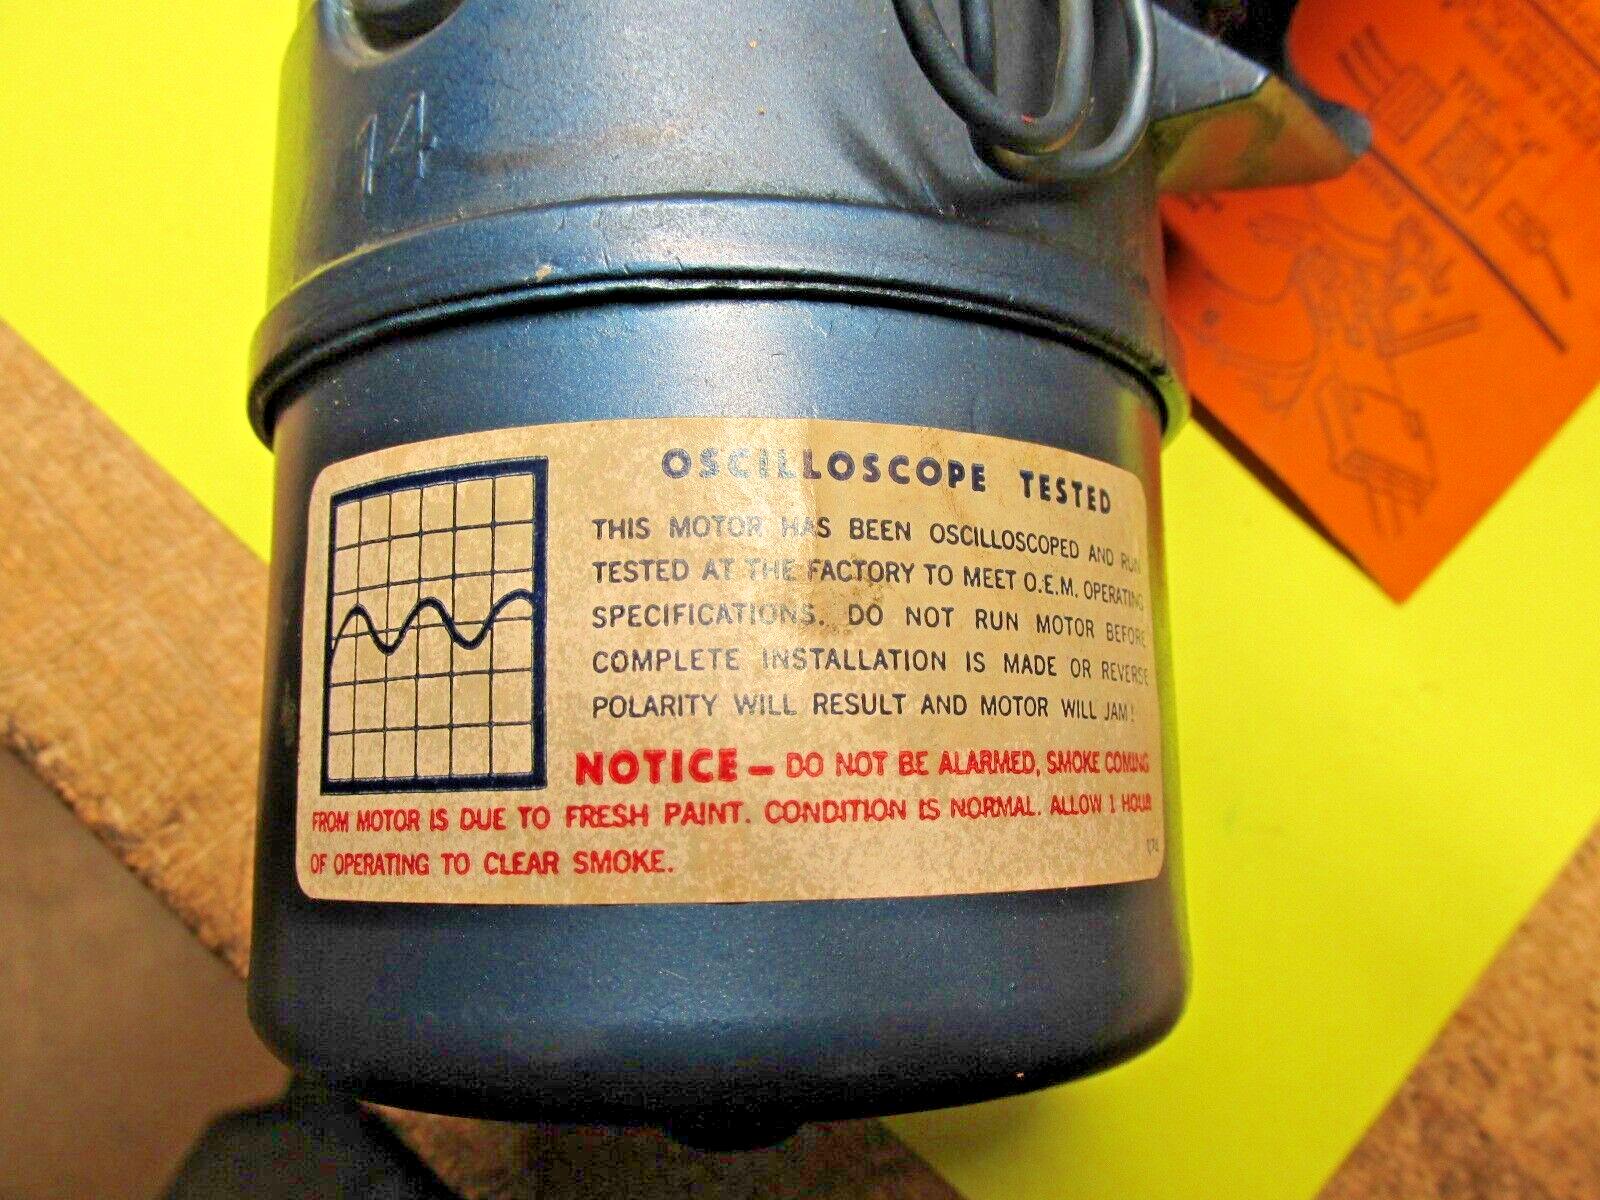 14
TYPE "4"
OSCILLOSCOPE TESTED
THIS MOTOR HAS BEEN OSCILLOSCOPED AND RUN
TESTED AT THE FACTORY TO MEET O.E.M. OPERATING
SPECIFICATIONS. DO NOT RUN MOTOR BEFORE
COMPLETE INSTALLATION IS MADE OR REVERSE
POLARITY WILL RESULT AND MOTOR WILL JAM!
NOTICE — DO NOT BE ALARMED, SMOKE COMING
FROM MOTOR IS DUE TO FRESH PAINT. CONDITION IS NORMAL. ALLOW 1 HOUR
OF OPERATING TO CLEAR SMOKE.